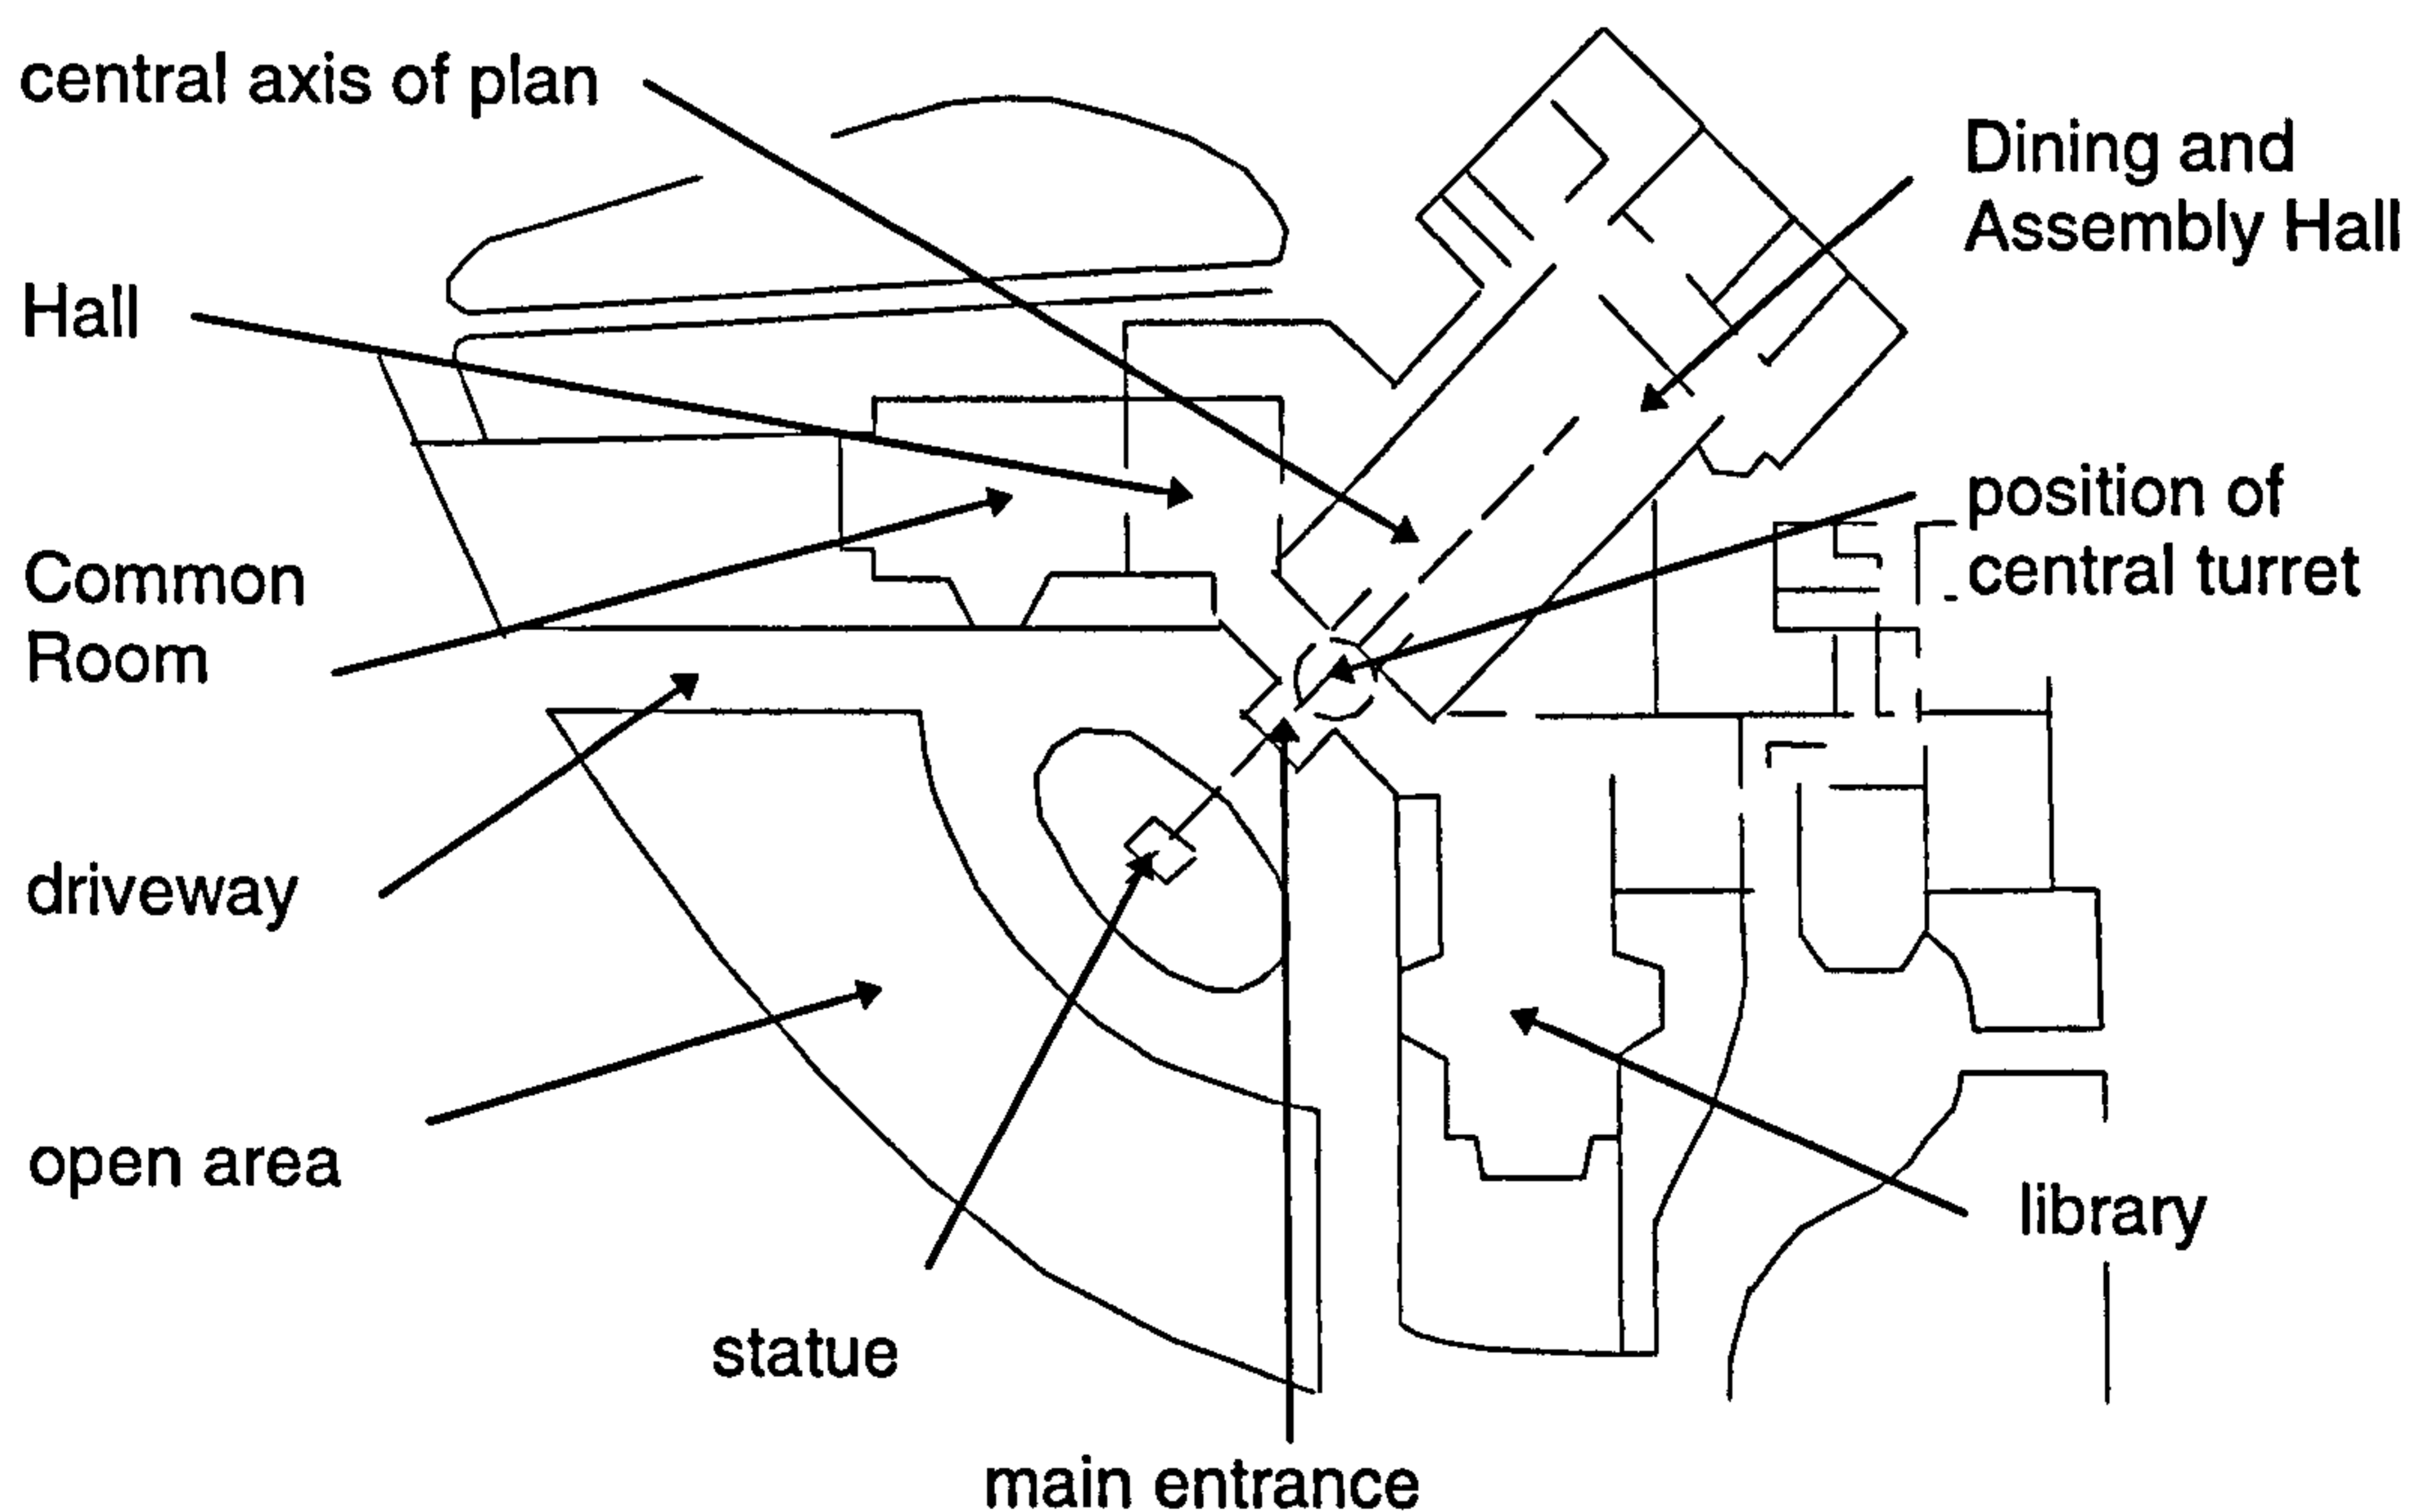 central axis of plan
Dining and
Assembly Hall
Hall
position of
central turret
Common
Room
driveway
open area
library
statue
main entrance